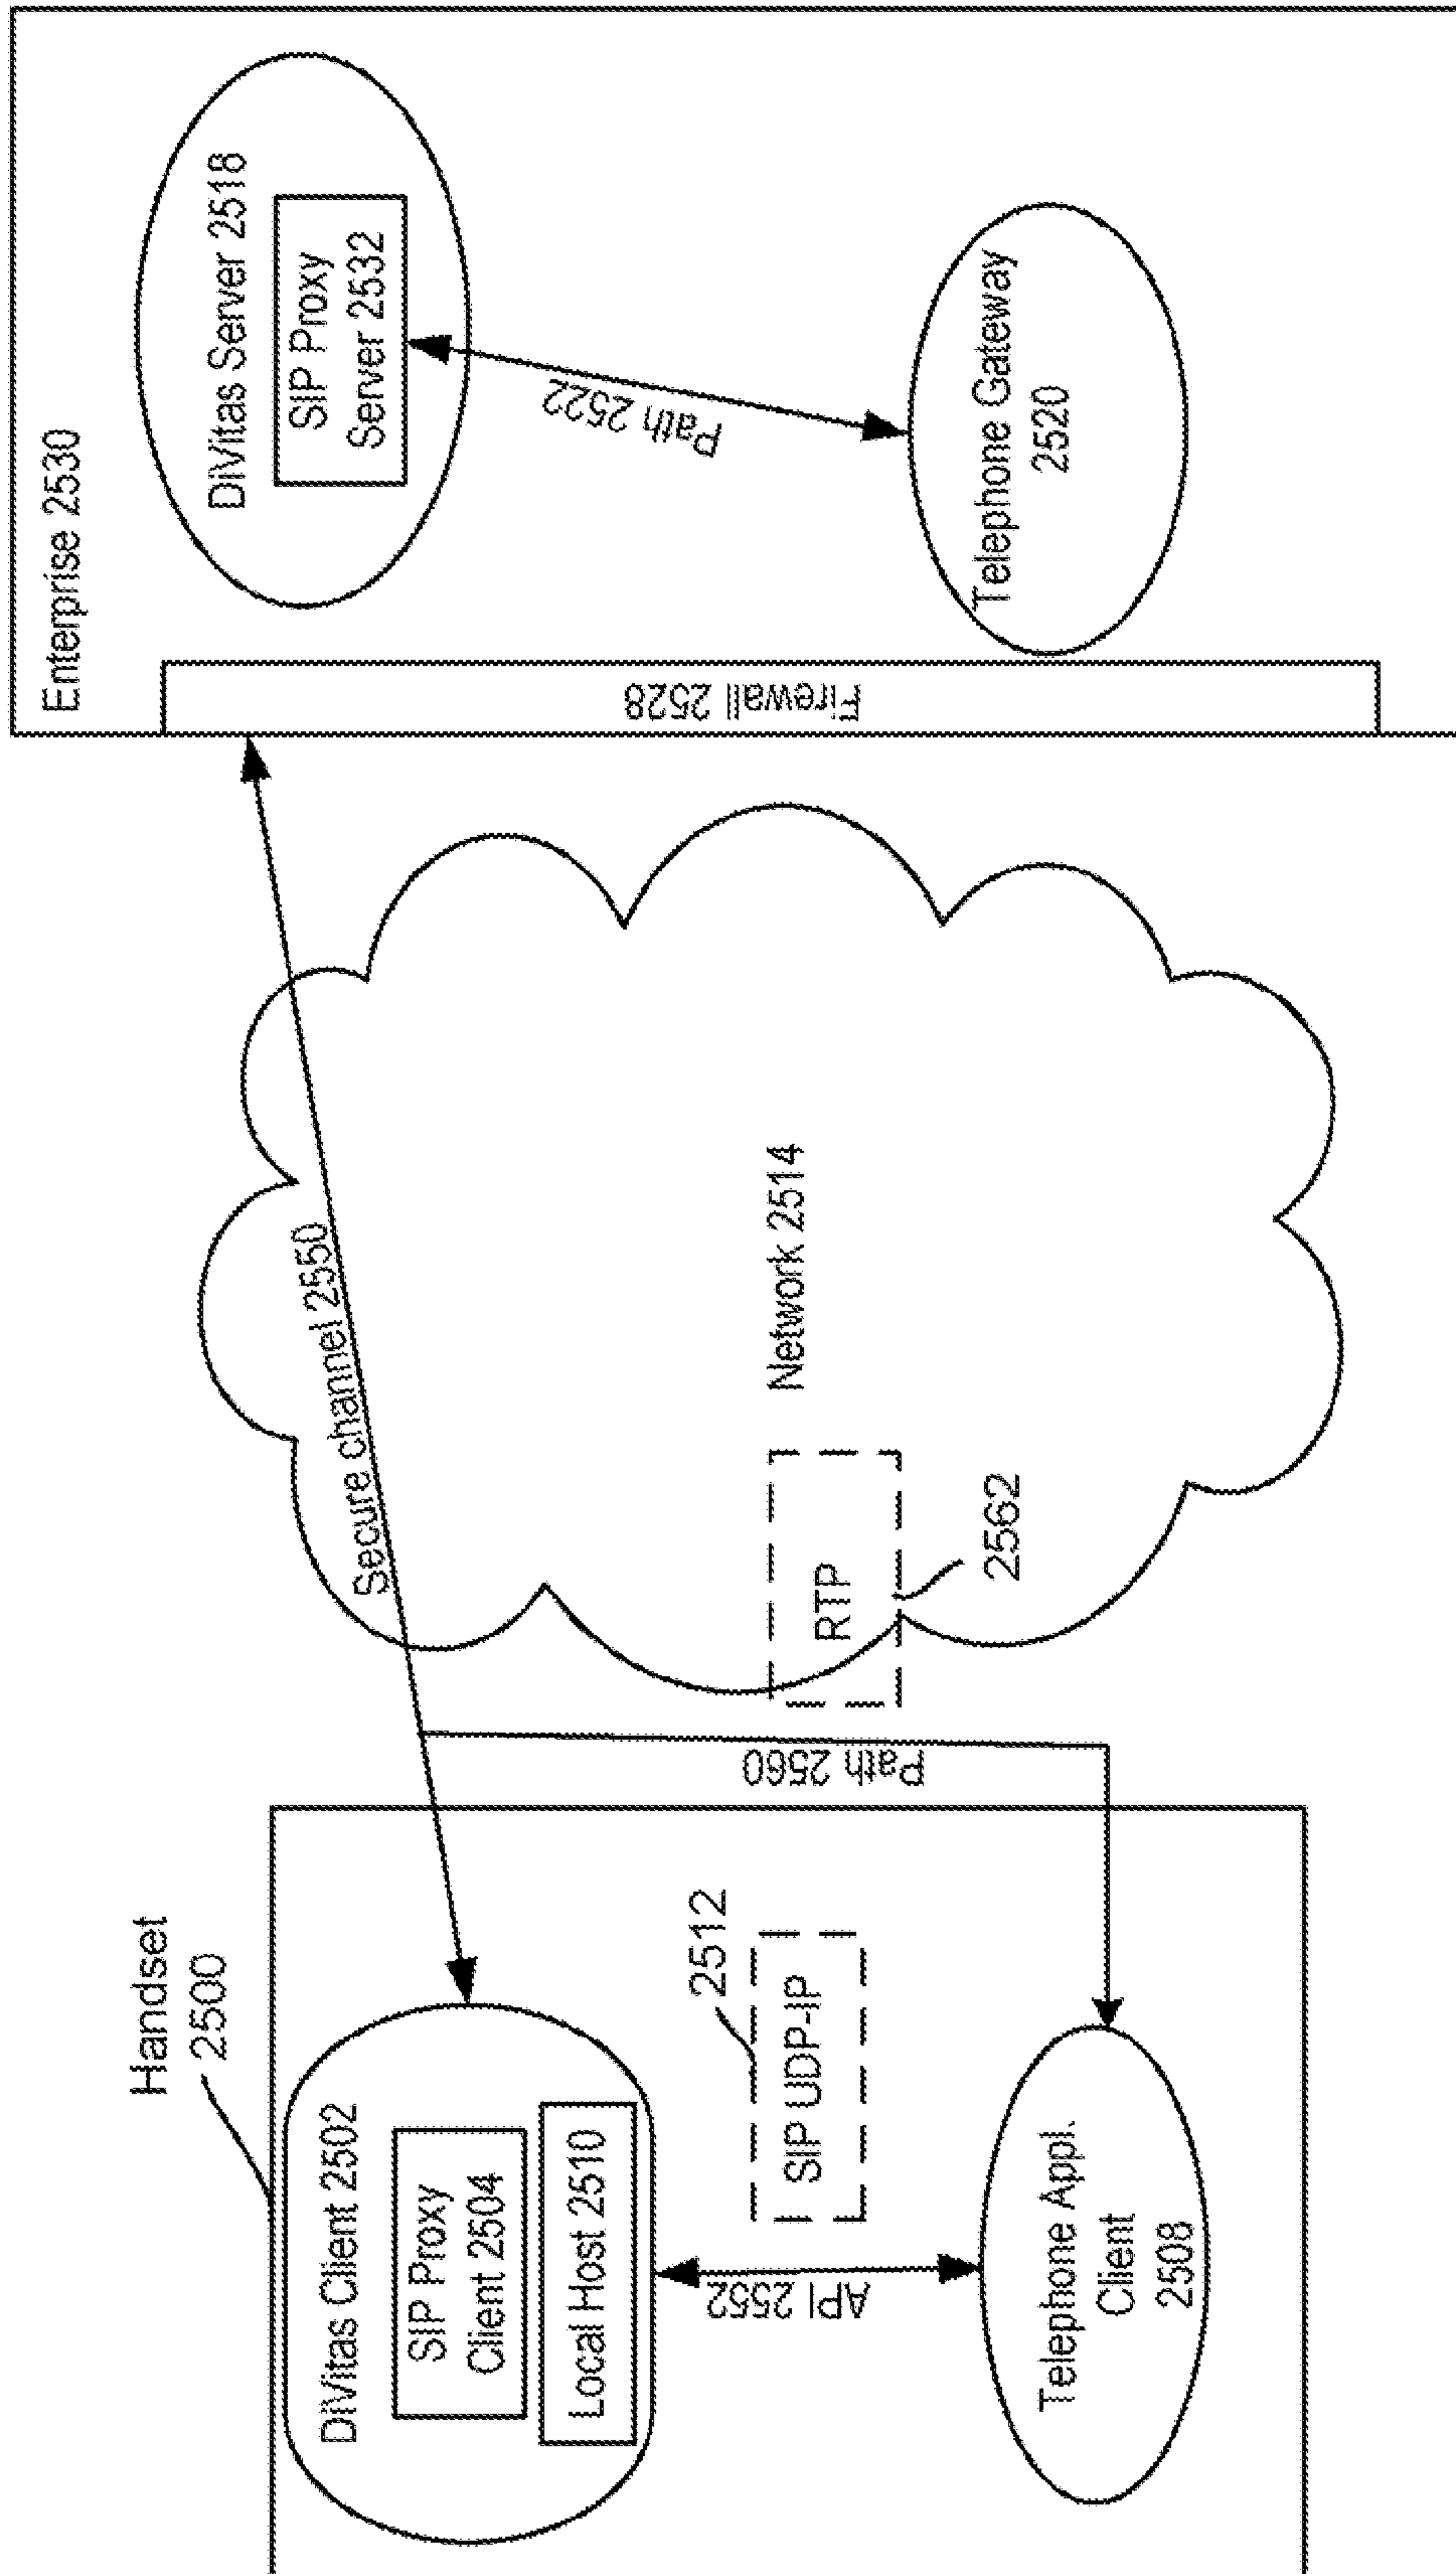 Handset
2500
DiVitas Client 2502
SIP Proxy
Client 2504
Local Host 2510
API 2552
2512
SIP UDP-IP
Telephone Appl.
Client
2508
Secure channel 2550
Path 2560
RTP
2562
Network 2514
Enterprise 2530
Firewall 2528
DiVitas Server 2518
SIP Proxy
Server 2532
Path 2522
Telephone Gateway
2520